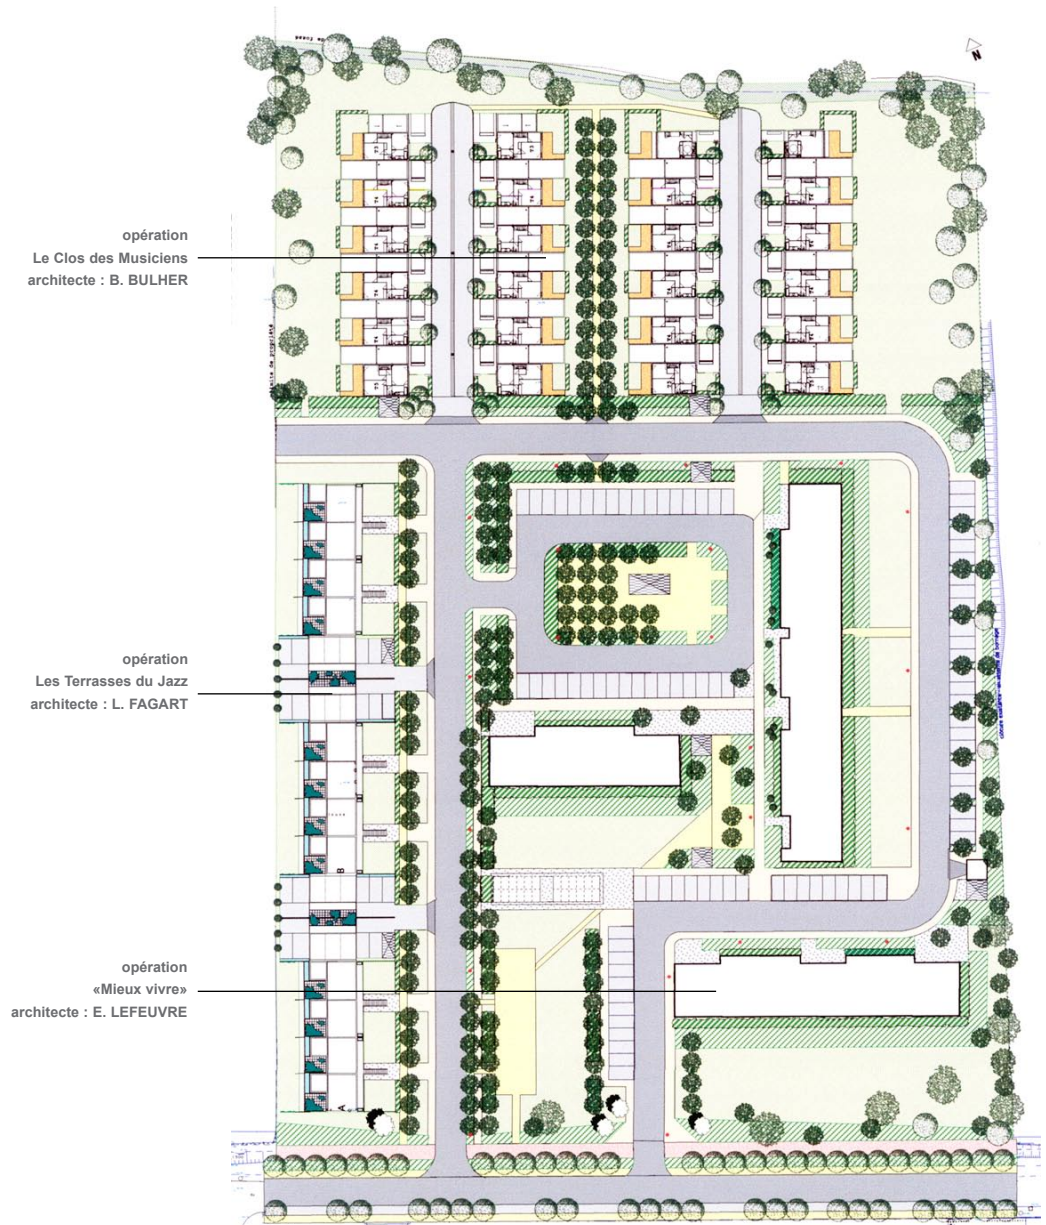 N
opération
Le Clos des Musiciens
architecte : B. BULHER
opération
Les Terrasses du Jazz
architecte : L. FAGART
B
opération
«Mieux vivre»
architecte : E. LEFEUVRE
A